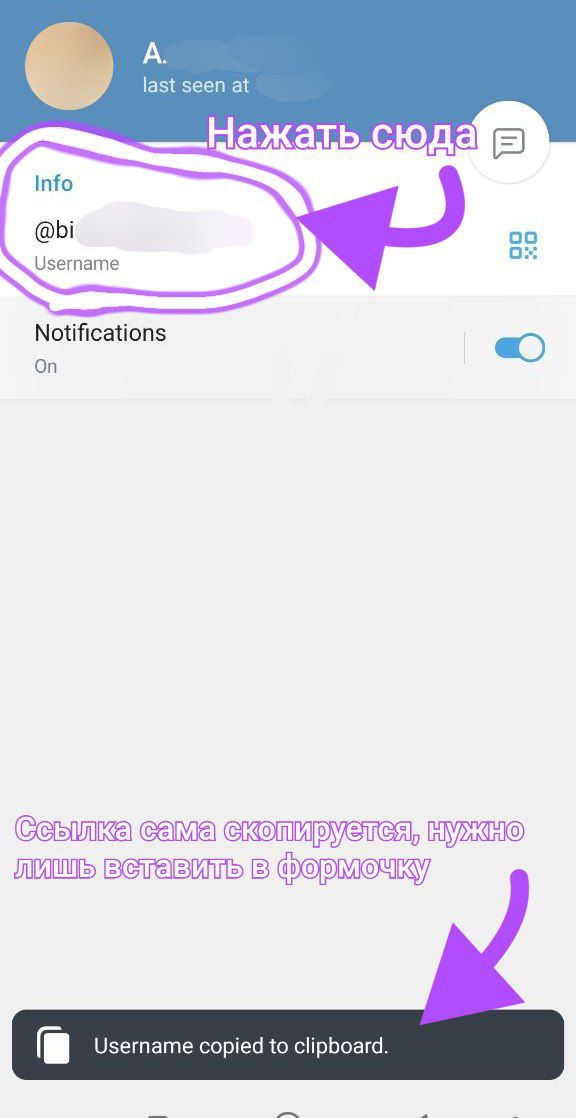 A.
last seen at
Нажать сюда
Info
@bi
Username
Notifications
On
Ссылка сама скопируется, нужно
лишь вставить в формочку
Username copied to clipboard.